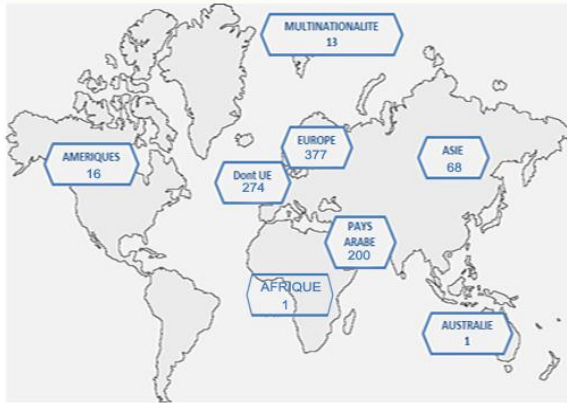 MULTINATIONALITE
13
EUROPE
377
AMERIQUES
16
ASIE
68
Dont UE
274
PAYS
ARABE
200
AFRIQUE
1
AUSTRALIE
1